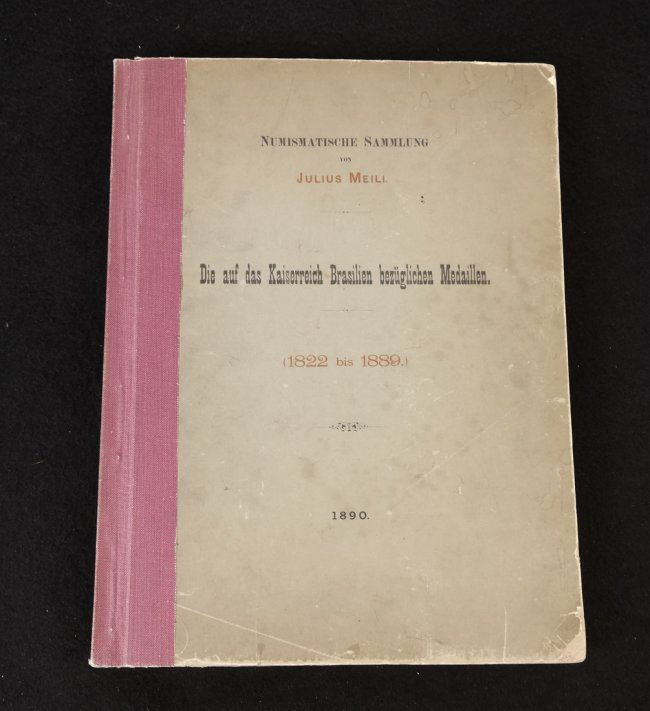 NUMISMATISCHE SAMMLUNG
VON
JULIUS MEILI.
Die auf das Kaiserreich Brasilien bezüglichen Medaillen.
(1822 bis 1889.)
1890.